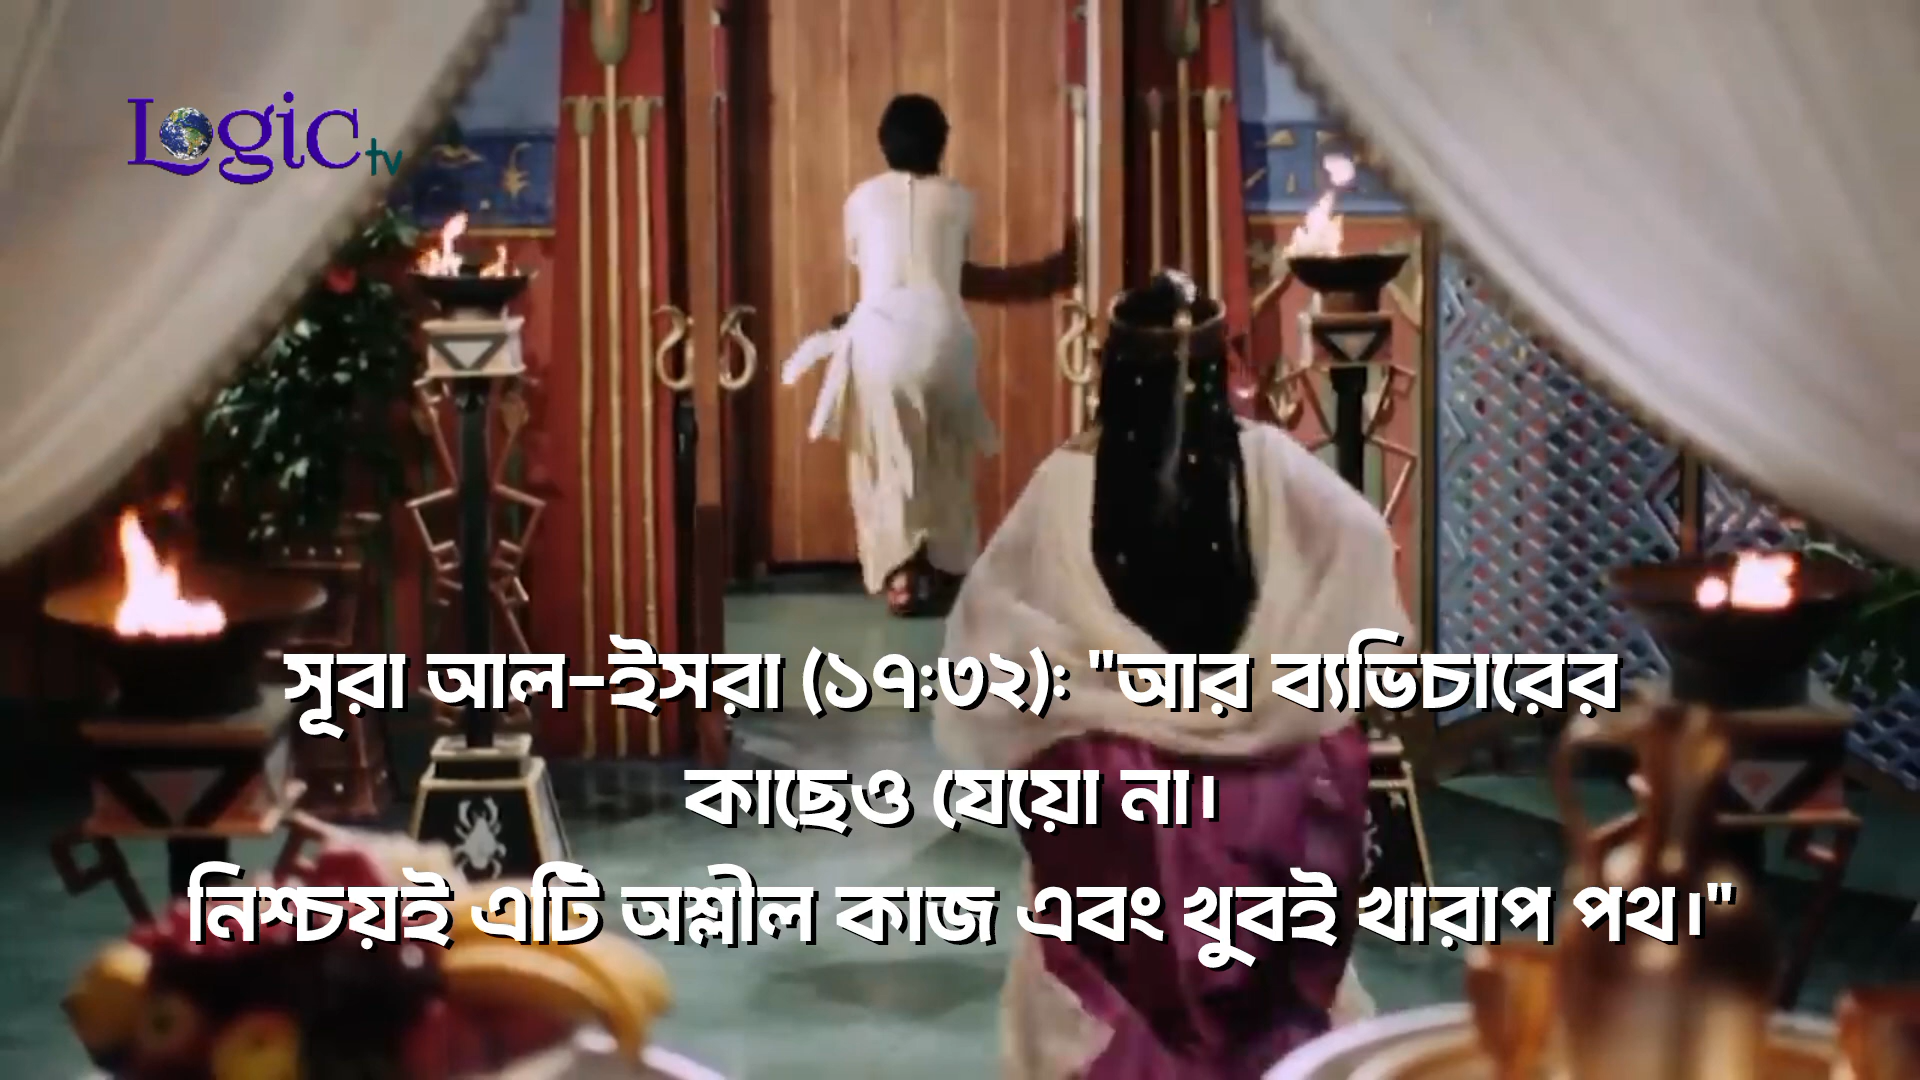 Logic tv
সূরা আল-ইসরা (১৭:৩২): "আর ব্যভিচারের
কাছেও যেয়ো না।
নিশ্চয়ই এটি অশ্লীল কাজ এবং খুবই খারাপ পথ।"